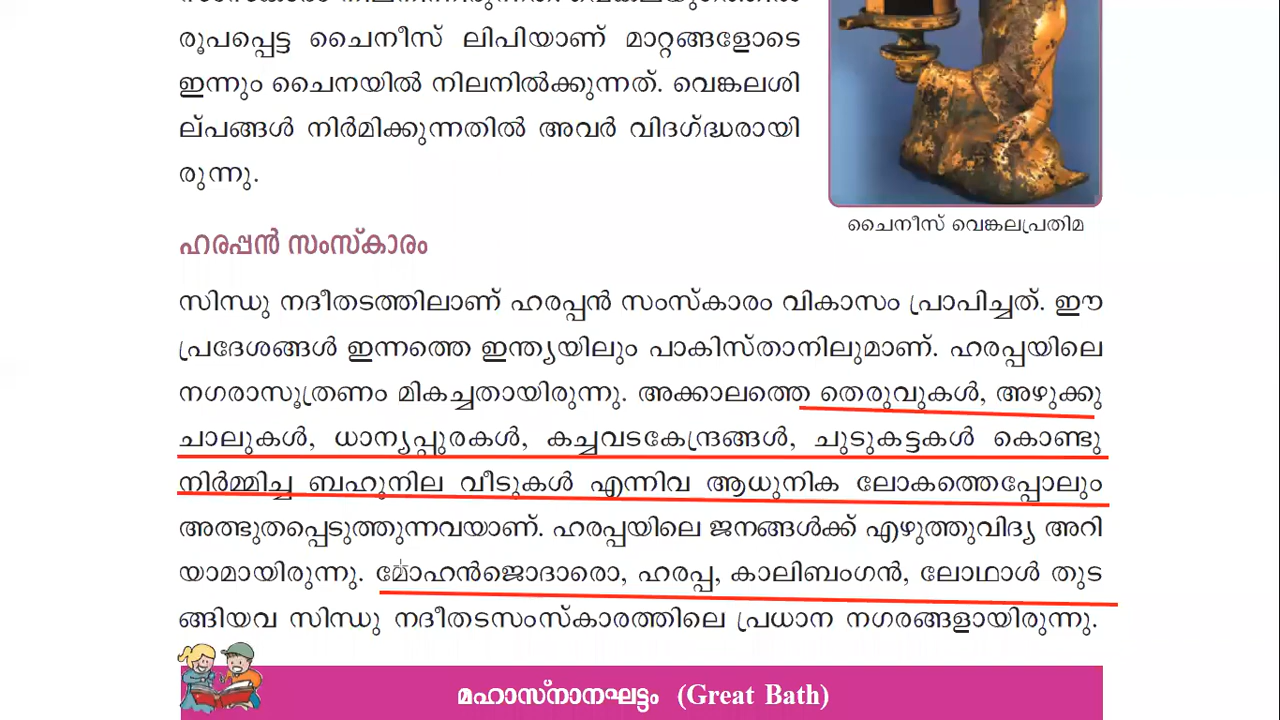 രൂപപ്പെട്ട ചൈനീസ് ലിപിയാണ് മാറ്റങ്ങളോടെ
ഇന്നും ചൈനയിൽ നിലനിൽക്കുന്നത്. വെങ്കലശി
ല്പങ്ങൾ നിർമിക്കുന്നതിൽ അവർ വിദഗ്ദ്ധരായി
രുന്നു.
ചൈനീസ് വെങ്കലപ്രതിമ
ഹരപ്പൻ സംസ്കാരം
സിന്ധു നദീതടത്തിലാണ് ഹരപ്പൻ സംസ്കാരം വികാസം പ്രാപിച്ചത്. ഈ
പ്രദേശങ്ങൾ ഇന്നത്തെ ഇന്ത്യയിലും പാകിസ്താനിലുമാണ്. ഹരപ്പയിലെ
നഗരാസൂത്രണം മികച്ചതായിരുന്നു. അക്കാലത്തെ തെരുവുകൾ, അഴുക്കു
ചാലുകൾ, ധാന്യപ്പുരകൾ, കച്ചവടകേന്ദ്രങ്ങൾ, ചുടുകട്ടകൾ കൊണ്ടു
നിർമ്മിച്ച ബഹുനില വീടുകൾ എന്നിവ ആധുനിക ലോകത്തെപ്പോലും
അത്ഭുതപ്പെടുത്തുന്നവയാണ്. ഹരപ്പയിലെ ജനങ്ങൾക്ക് എഴുത്തുവിദ്യ അറി
യാമായിരുന്നു. മോഹൻജൊദാരൊ, ഹരപ്പ, കാലിബംഗൻ, ലോഥാൾ തുട
ങ്ങിയവ സിന്ധു നദീതടസംസ്കാരത്തിലെ പ്രധാന നഗരങ്ങളായിരുന്നു.
മഹാസ്നാനഘട്ടം (Great Bath)